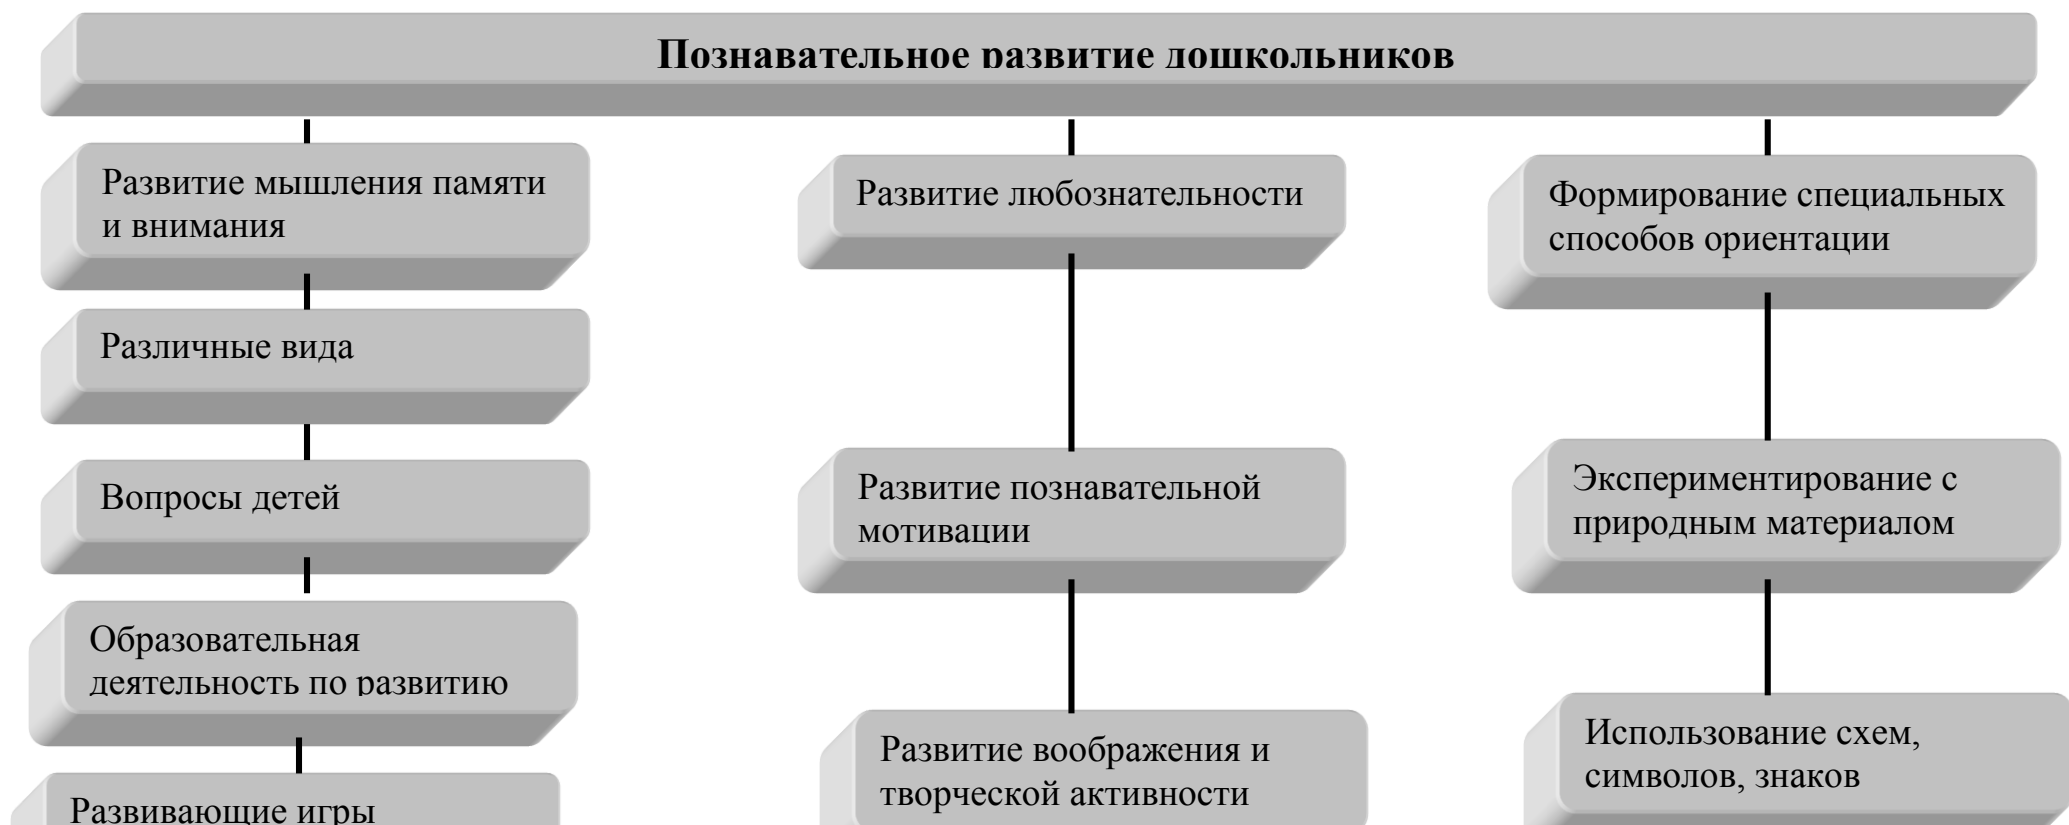 Познавательное развитие дошкольников
Развитие мышления памяти
и внимания
Различные вида
Вопросы детей
Образовательная
деятельность по развитию
Развивающие игры
Развитие любознательности
Развитие познавательной
мотивации
Развитие воображения и
творческой активности
Формирование специальных
способов ориентации
Экспериментирование с
природным материалом
Использование схем,
символов, знаков